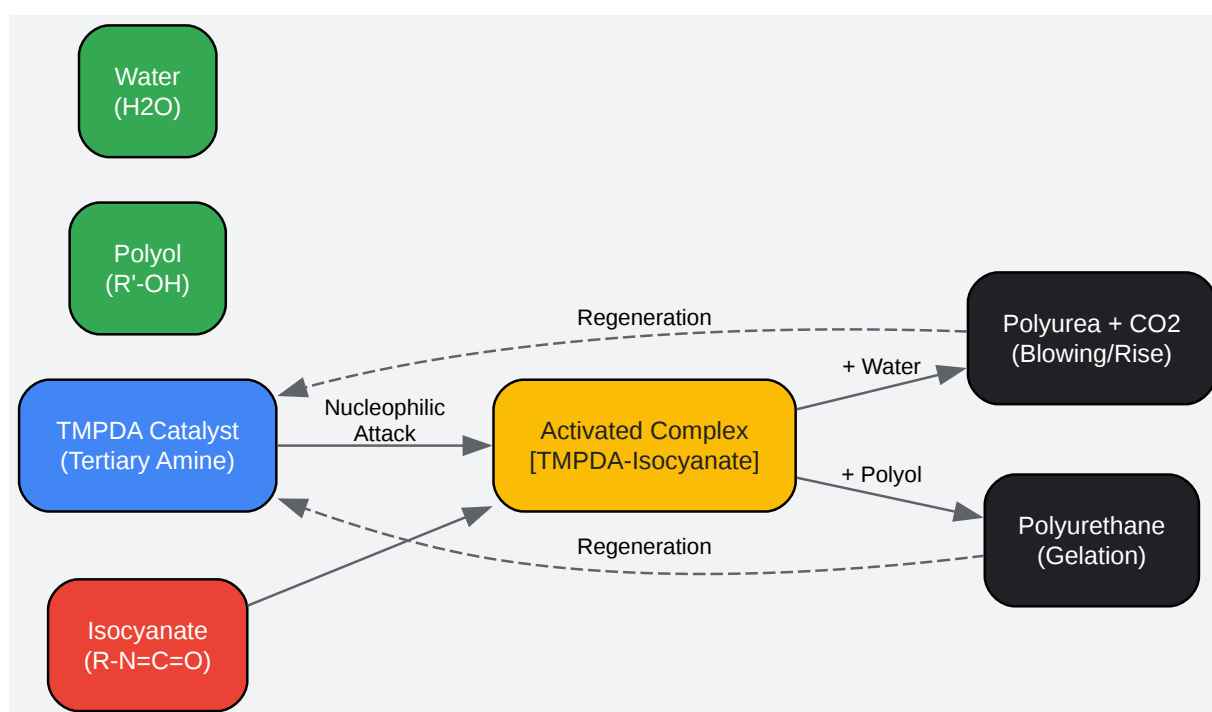 Water
(H2O)
Polyol
(R'-OH)
Regeneration
Polyurea + CO2
(Blowing/Rise)
+ Water
TMPDA Catalyst
(Tertiary Amine)
Nucleophilic
Attack
Activated Complex
[TMPDA-Isocyanate]
+ Polyol
Polyurethane
(Gelation)
Regeneration
Isocyanate
(R-N=C=O)